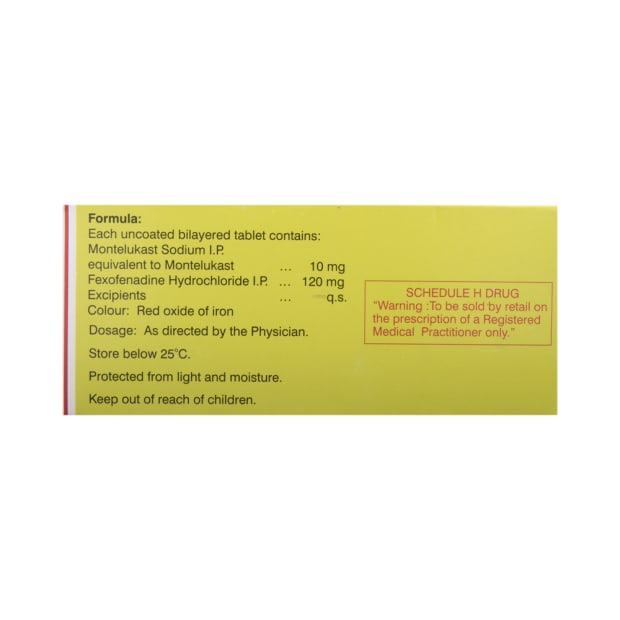 Formula:
Each uncoated bilayered tablet contains:
Montelukast Sodium I.P.
equivalent to Montelukast ... 10 mg
Fexofenadine Hydrochloride I.P. ... 120 mg
Excipients ... q.s.
Colour: Red oxide of iron
Dosage: As directed by the Physician.
Store below 25°C.
Protected from light and moisture.
Keep out of reach of children.
SCHEDULE H DRUG
"Warning :To be sold by retail on
the prescription of a Registered
Medical Practitioner only."